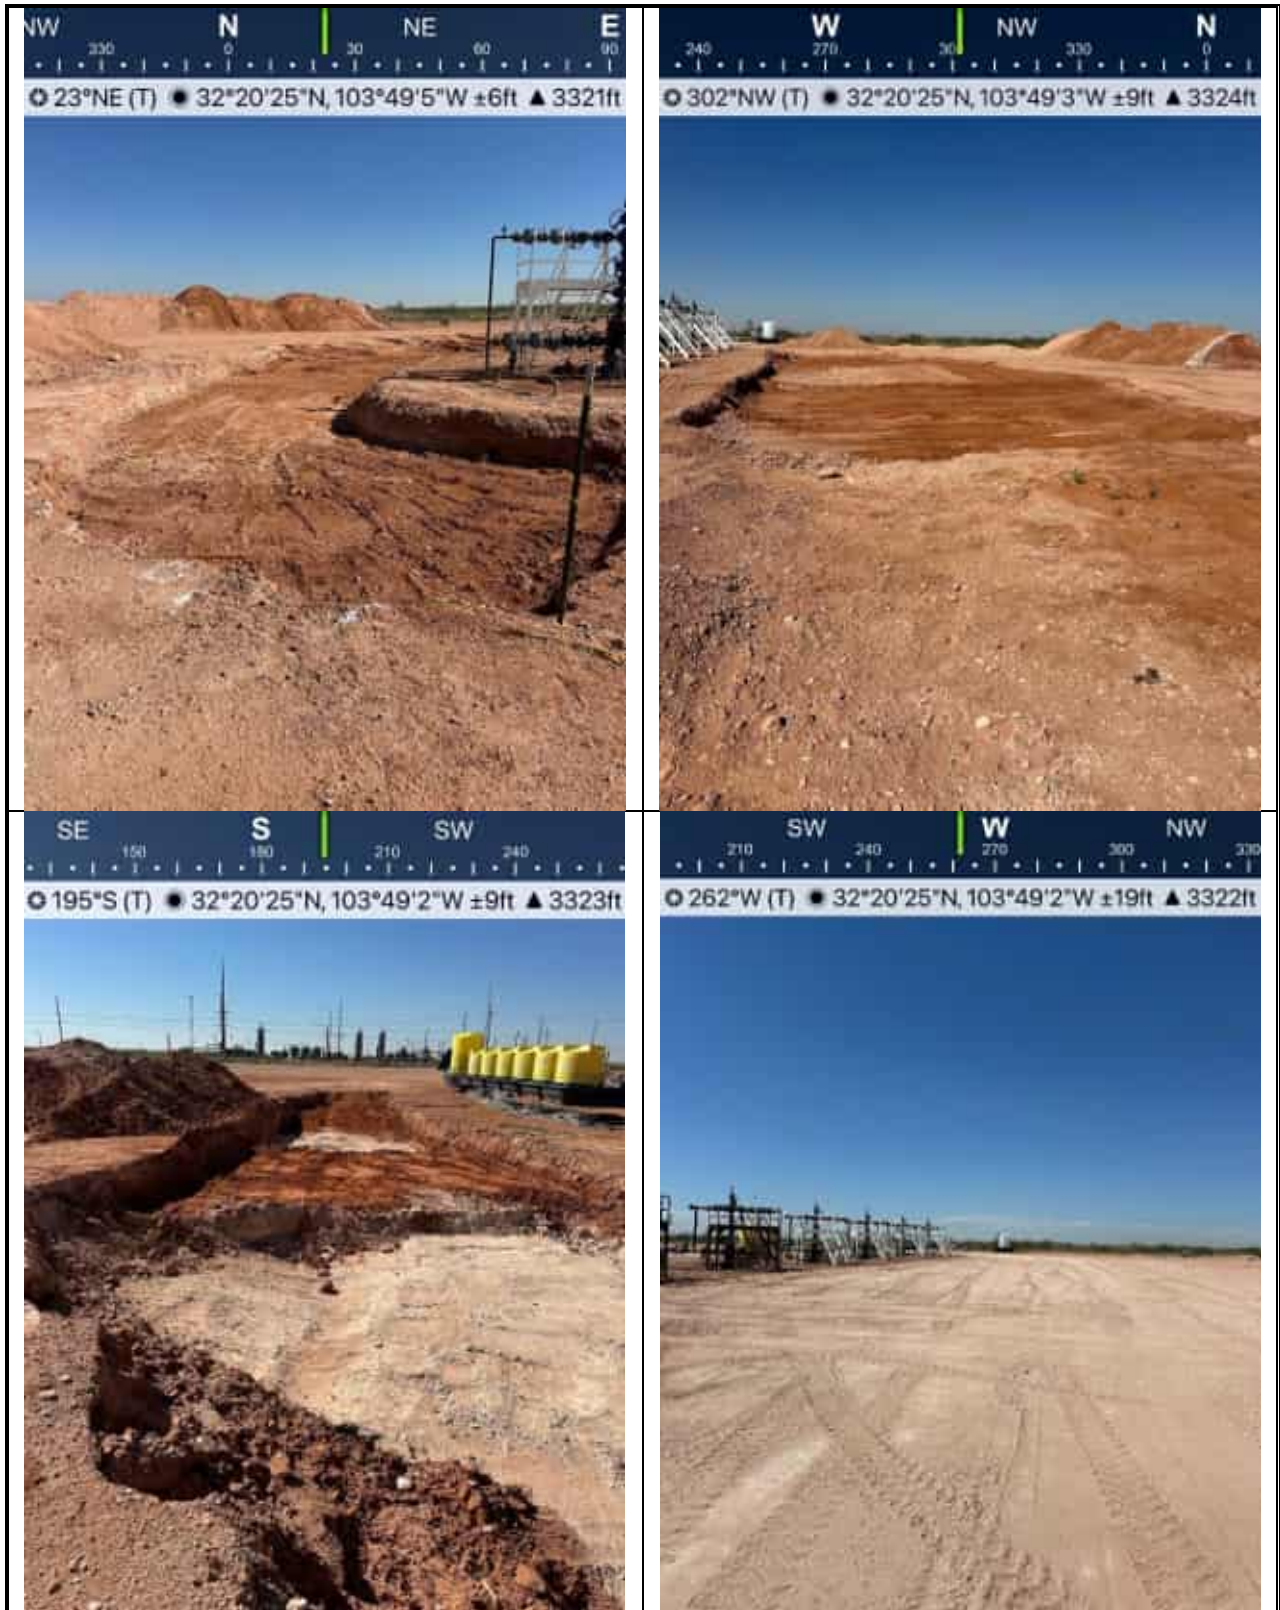 NW N NE E
330 0 30 60 90
23°NE (T) 32°20'25"N, 103°49'5"W ±6ft ▲ 3321ft
W NW N
240 270 30 330 0
302°NW (T) 32°20'25"N, 103°49'3"W ±9ft ▲ 3324ft
SE S SW
150 180 210 240
195°S (T) 32°20'25"N, 103°49'2"W ±9ft ▲ 3323ft
SW W NW
210 240 270 300 330
262°W (T) 32°20'25"N, 103°49'2"W ±19ft ▲ 3322ft